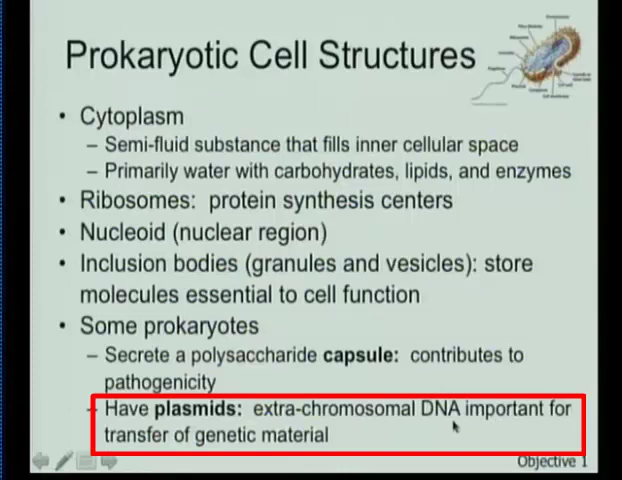 Prokaryotic Cell Structures
• Cytoplasm
– Semi-fluid substance that fills inner cellular space
– Primarily water with carbohydrates, lipids, and enzymes
• Ribosomes: protein synthesis centers
• Nucleoid (nuclear region)
• Inclusion bodies (granules and vesicles): store
molecules essential to cell function
• Some prokaryotes
– Secrete a polysaccharide capsule: contributes to
pathogenicity
– Have plasmids: extra-chromosomal DNA important for
transfer of genetic material
Objective 1